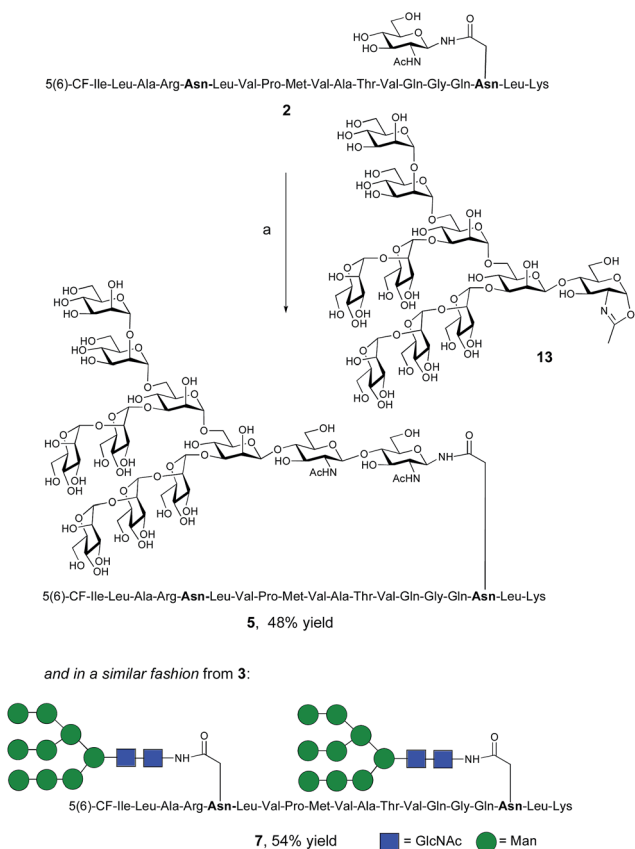 HO
HO
HO
O
AcHN
NH
O
5(6)-CF-Ile-Leu-Ala-Arg-Asn-Leu-Val-Pro-Met-Val-Ala-Thr-Val-Gln-Gly-Gln-Asn-Leu-Lys
2
a
13
5(6)-CF-Ile-Leu-Ala-Arg-Asn-Leu-Val-Pro-Met-Val-Ala-Thr-Val-Gln-Gly-Gln-Asn-Leu-Lys
5, 48% yield
and in a similar fashion from 3:
NH
O
NH
O
5(6)-CF-Ile-Leu-Ala-Arg-Asn-Leu-Val-Pro-Met-Val-Ala-Thr-Val-Gln-Gly-Gln-Asn-Leu-Lys
7, 54% yield = GlcNAc = Man